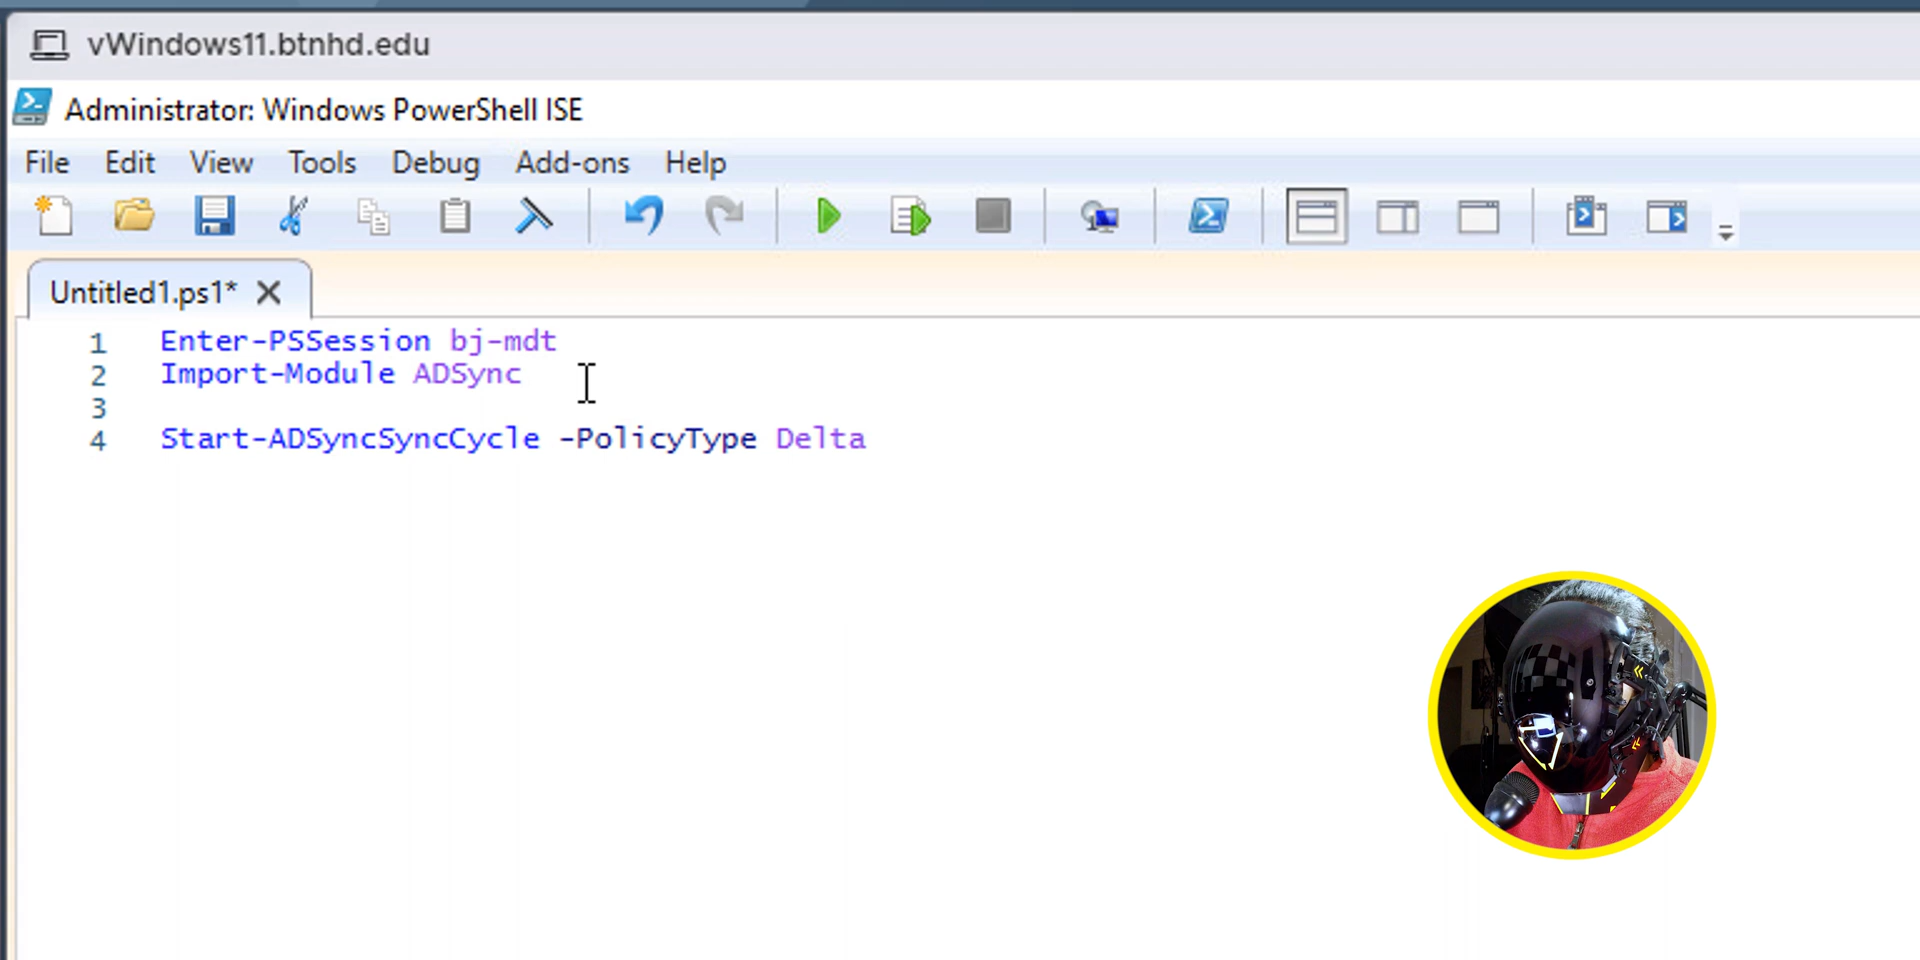 vWindows11.btnhd.edu
Administrator: Windows PowerShell ISE
File Edit View Tools Debug Add-ons Help
Untitled1.ps1*
1 Enter-PSSession bj-mdt
2 Import-Module ADSync
3
4 Start-ADSyncSyncCycle -PolicyType Delta